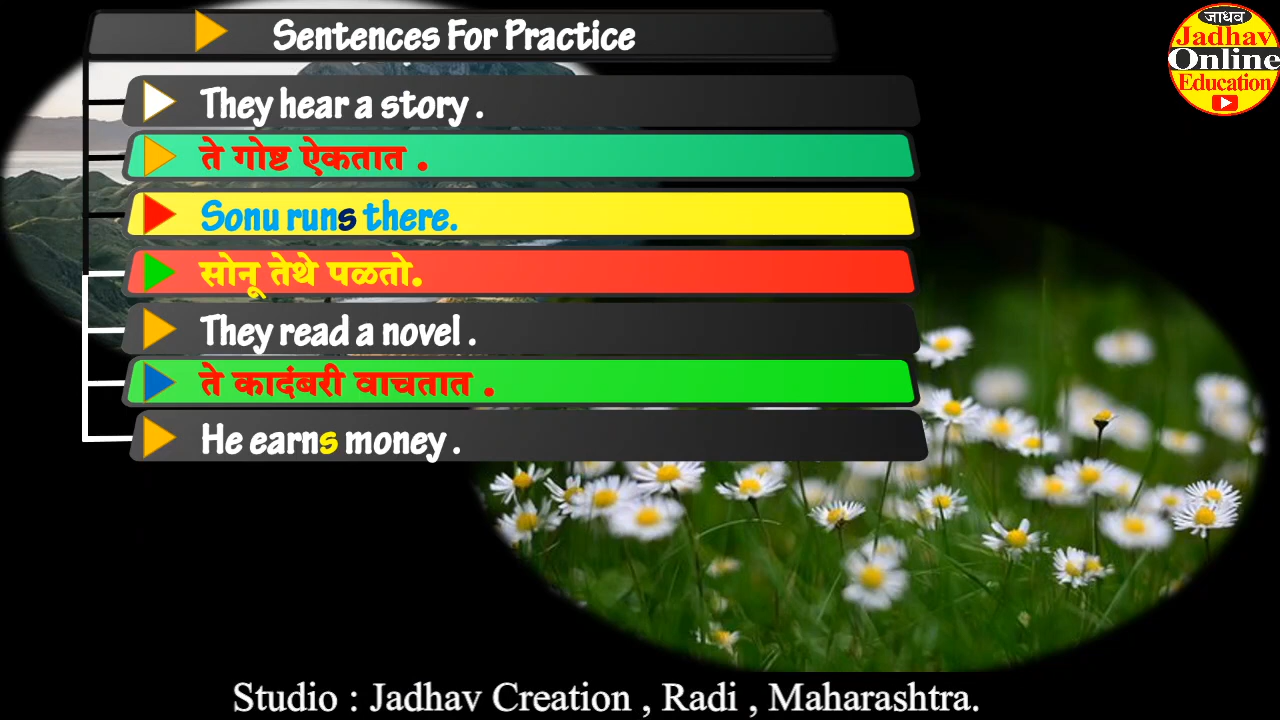 Sentences For Practice
They hear a story .
ते गोष्ट ऐकतात .
Sonu runs there.
सोनू तेथे पळतो.
They read a novel .
ते कादंबरी वाचतात .
He earns money .
जाधव
Jadhav
Online
Education
Studio : Jadhav Creation , Radi , Maharashtra.